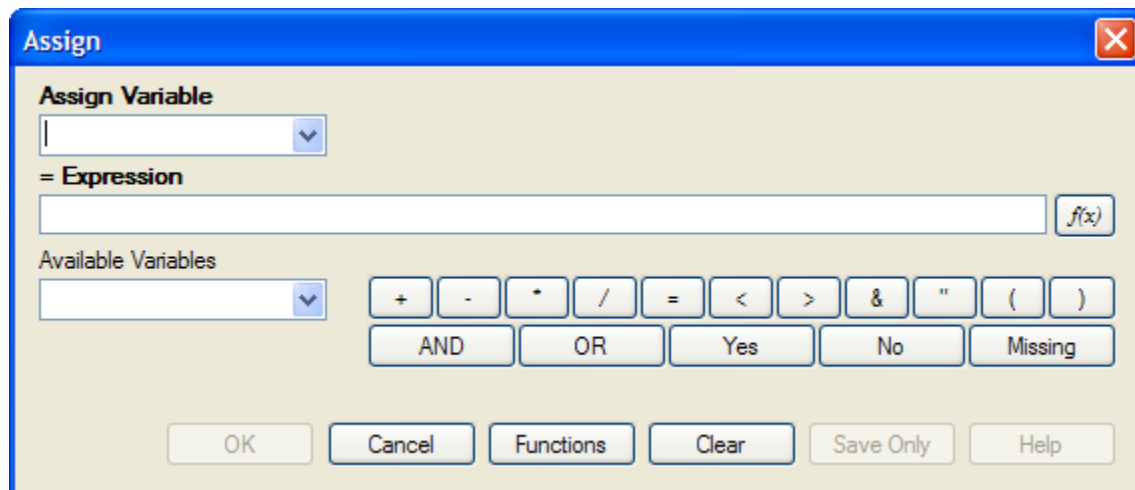 Assign
Assign Variable
= Expression
f(x)
Available Variables
+ - * / = < > & " ( )
AND OR Yes No Missing
OK Cancel Functions Clear Save Only Help